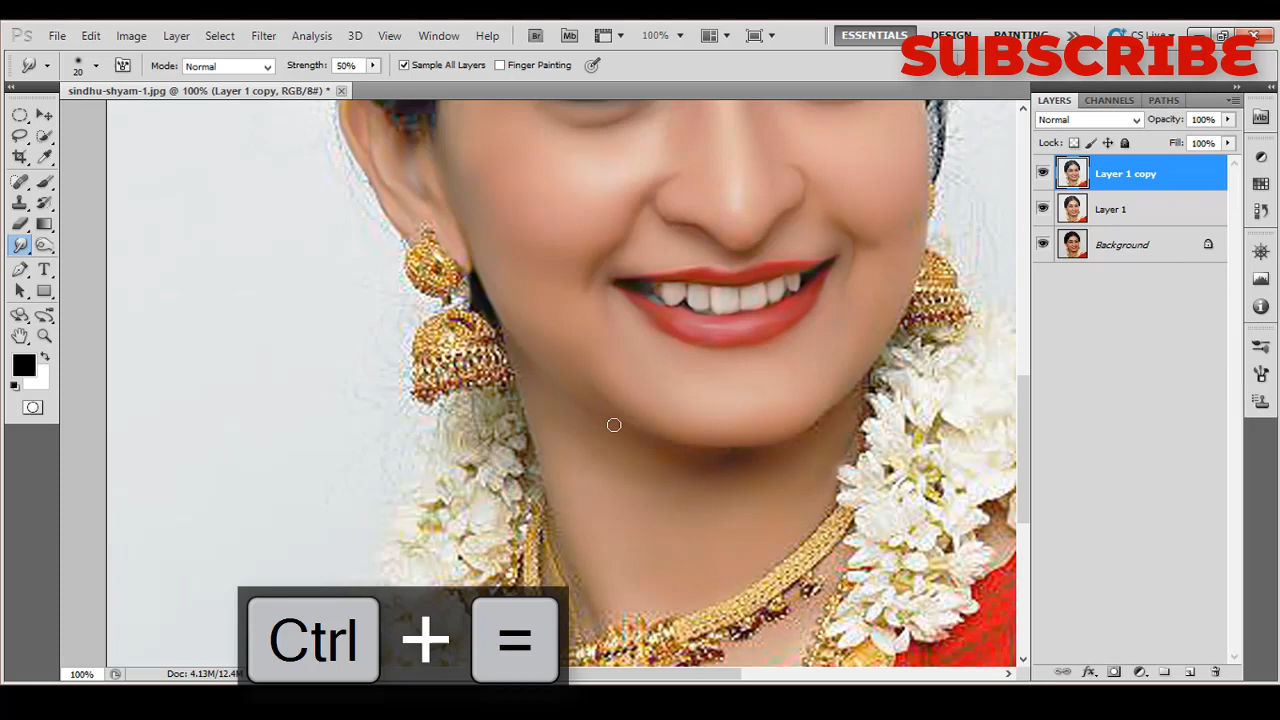 Ps File Edit Image Layer Select Filter Analysis 3D View Window Help Br Mb 100% ESSENTIALS DESIGN PAINTING CS Live
SUBSCRIBE
20 Mode: Normal Strength: 50% Sample All Layers Finger Painting
sindhu-shyam-1.jpg @ 100% (Layer 1 copy, RGB/8#) *
LAYERS CHANNELS PATHS
Normal Opacity: 100%
Lock: Fill: 100%
Layer 1 copy
Layer 1
Background
Ctrl + =
100% Doc: 4.13M/12.4M